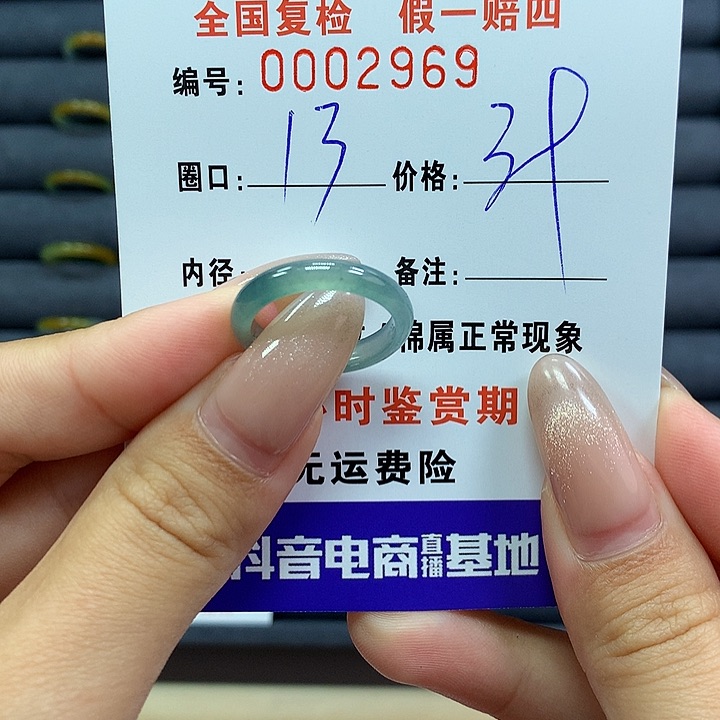 全国复检 假一赔四
编号: 0002969
圈口: 13 价格:
内径: 备注:
棉属正常现象
时鉴赏期
运费险
抖音电商直播基地